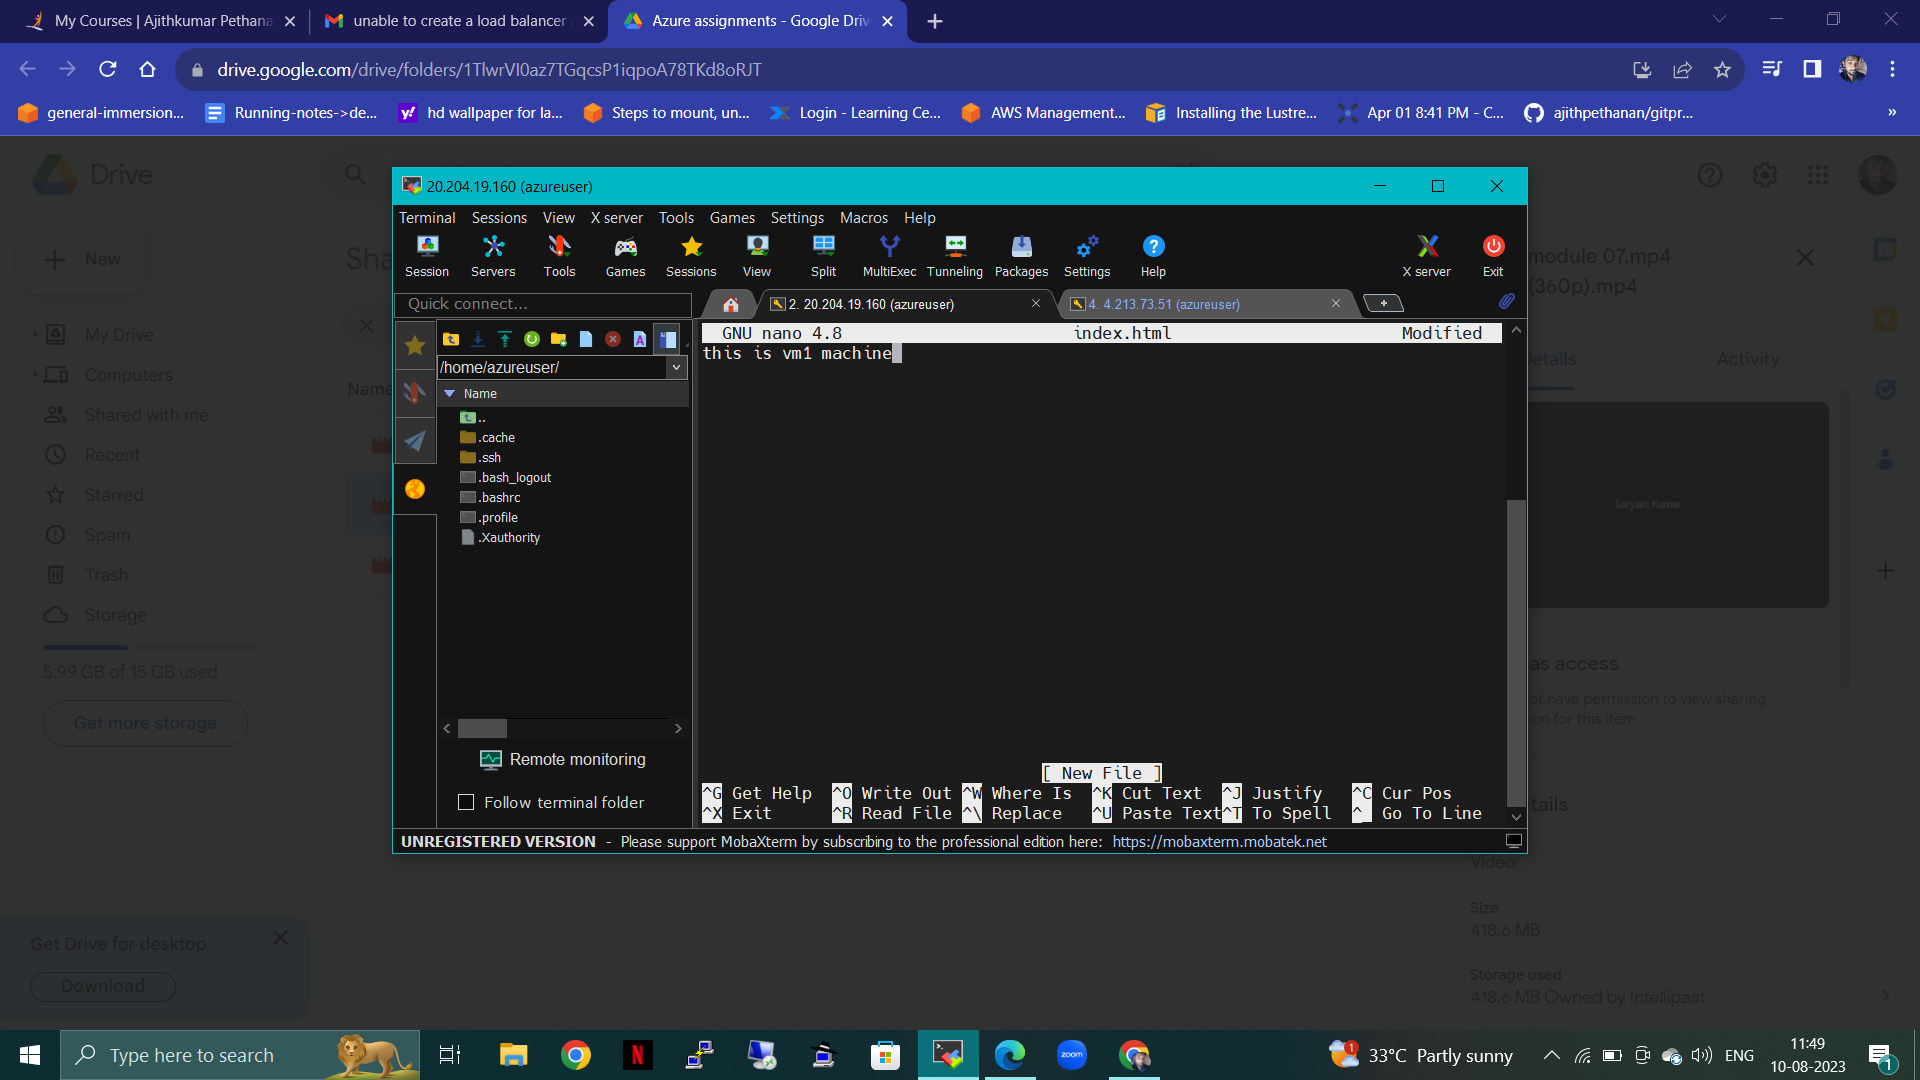 My Courses | Ajithkumar Pethana
unable to create a load balancer
Azure assignments - Google Driv
drive.google.com/drive/folders/1TlwrVI0az7TGqcsP1iqpoA78TKd8oRJT
general-immersion...
Running-notes->de...
hd wallpaper for la...
Steps to mount, un...
Login - Learning Ce...
AWS Management...
Installing the Lustre...
Apr 01 8:41 PM - C...
ajithpethanan/gitpr...
»
Drive
20.204.19.160 (azureuser)
Terminal Sessions View X server Tools Games Settings Macros Help
Session Servers Tools Games Sessions View Split MultiExec Tunneling Packages Settings Help X server Exit
New
Sha
module 07.mp4
(360p).mp4
Quick connect...
2. 20.204.19.160 (azureuser)
4. 4.213.73.51 (azureuser)
GNU nano 4.8 index.html Modified
this is vm1 machine
/home/azureuser/
Name
..
.cache
.ssh
.bash_logout
.bashrc
.profile
.Xauthority
My Drive
Computers
Shared with me
Recent
Starred
Spam
Trash
Storage
5.99 GB of 15 GB used
Get more storage
Name
etails
Activity
Satyam Kumar
as access
ot have permission to view sharing
ion for this item
Remote monitoring
Follow terminal folder
[ New File ]
^G Get Help ^O Write Out ^W Where Is ^K Cut Text ^J Justify ^C Cur Pos
^X Exit ^R Read File ^\ Replace ^U Paste Text ^T To Spell ^_ Go To Line
UNREGISTERED VERSION - Please support MobaXterm by subscribing to the professional edition here: https://mobaxterm.mobatek.net
etails
Video
Size
418.6 MB
Storage used
418.6 MB Owned by Intellipaat
Get Drive for desktop
Download
Type here to search
zoom
1
33°C Partly sunny
ENG
11:49
10-08-2023
1